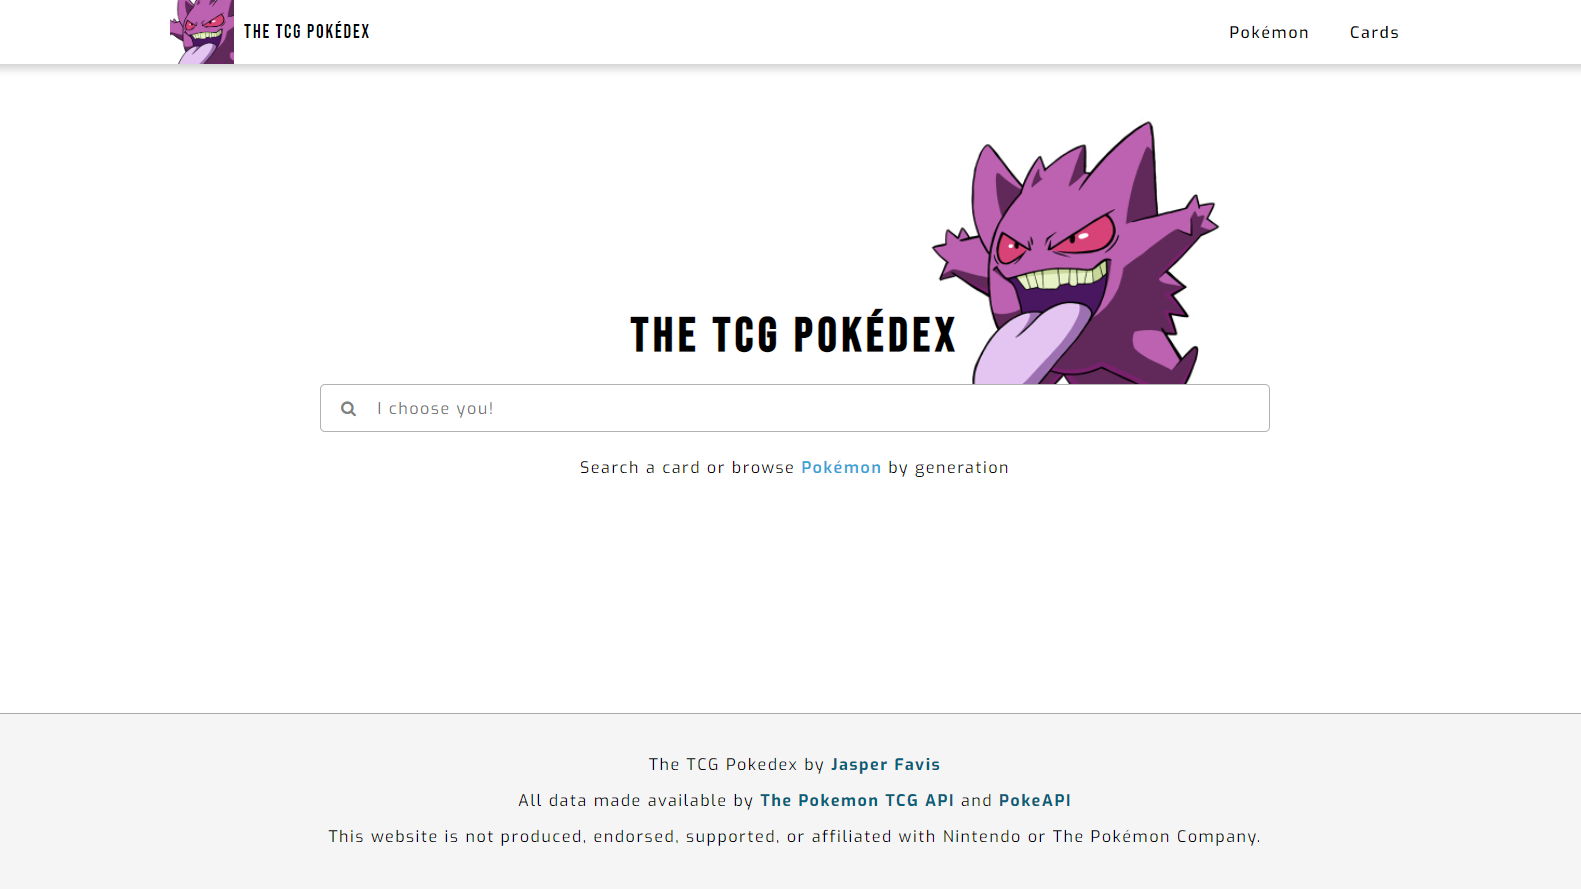 THE TCG POKÉDEX
Pokémon
Cards
THE TCG POKÉDEX
I choose you!
Search a card or browse Pokémon by generation
The TCG Pokedex by Jasper Favis
All data made available by The Pokemon TCG API and PokeAPI
This website is not produced, endorsed, supported, or affiliated with Nintendo or The Pokémon Company.